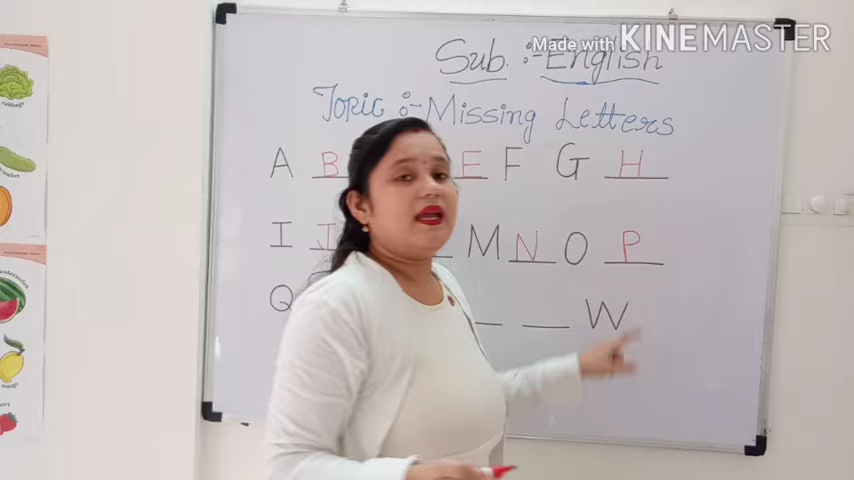 Made with KINEMASTER
Sub. :- English
Topic :- Missing Letters
A B E F G H
I J M N O P
Q W